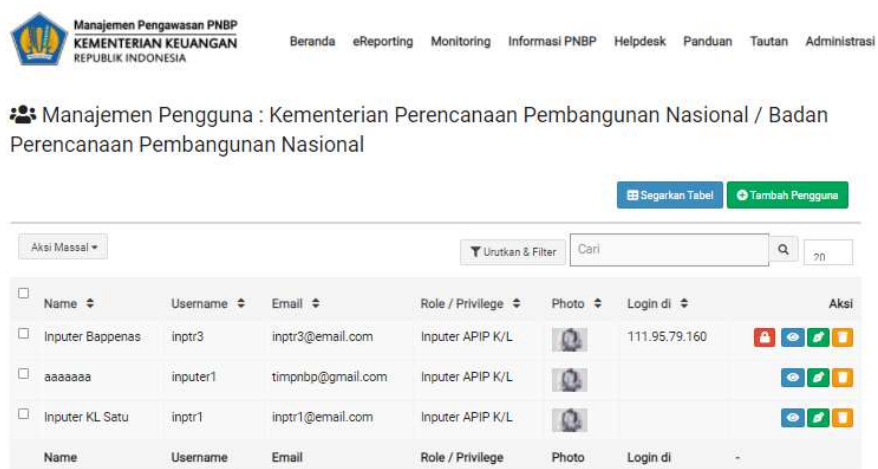 Manajemen Pengawasan PNBP
KEMENTERIAN KEUANGAN
REPUBLIK INDONESIA
Beranda eReporting Monitoring Informasi PNBP Helpdesk Panduan Tautan Administrasi
Manajemen Pengguna : Kementerian Perencanaan Pembangunan Nasional / Badan
Perencanaan Pembangunan Nasional
Segarkan Tabel Tambah Pengguna
Aksi Massal Urutkan & Filter Cari 20
Name Username Email Role / Privilege Photo Login di Aksi
Inputer Bappenas inptr3 inptr3@email.com Inputer APIP K/L 111.95.79.160
aaaaaaa inputer1 timpnbp@gmail.com Inputer APIP K/L
Inputer KL Satu inptr1 inptr1@email.com Inputer APIP K/L
Name Username Email Role / Privilege Photo Login di -